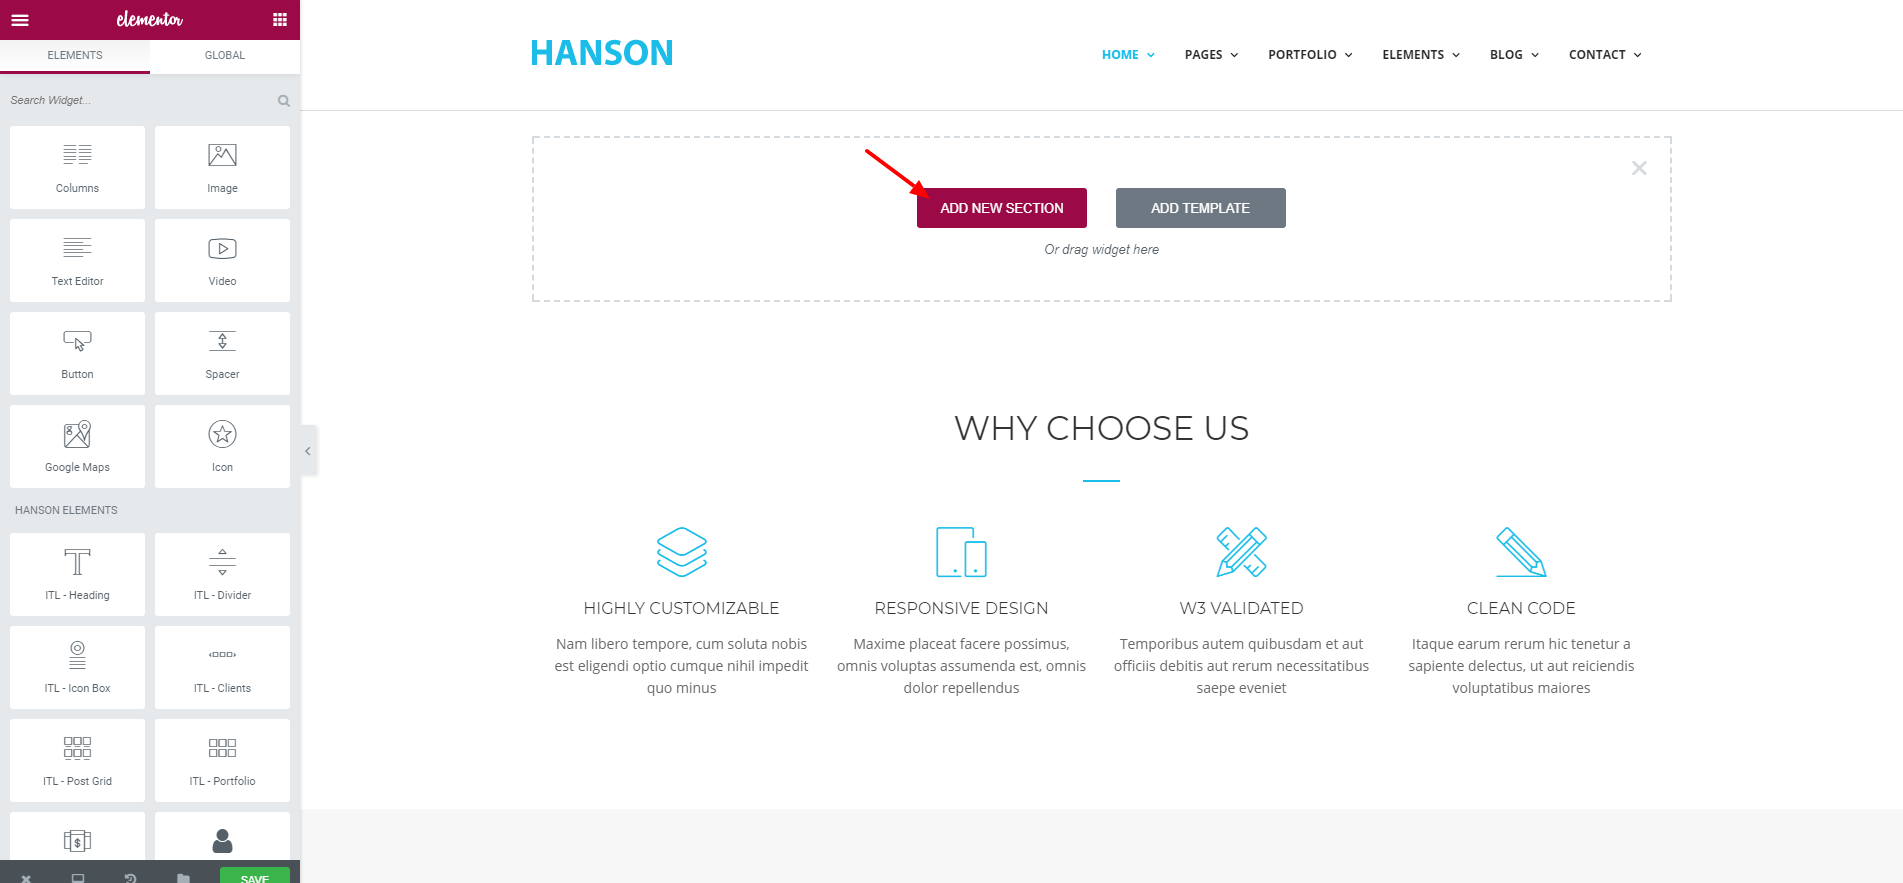 elementor
ELEMENTS
GLOBAL
Search Widget...
Columns
Image
Text Editor
Video
Button
Spacer
Google Maps
Icon
HANSON ELEMENTS
ITL - Heading
ITL - Divider
ITL - Icon Box
ITL - Clients
ITL - Post Grid
ITL - Portfolio
$
SAVE
HANSON
HOME PAGES PORTFOLIO ELEMENTS BLOG CONTACT
ADD NEW SECTION
ADD TEMPLATE
Or drag widget here
WHY CHOOSE US
HIGHLY CUSTOMIZABLE
Nam libero tempore, cum soluta nobis
est eligendi optio cumque nihil impedit
quo minus
RESPONSIVE DESIGN
Maxime placeat facere possimus,
omnis voluptas assumenda est, omnis
dolor repellendus
W3 VALIDATED
Temporibus autem quibusdam et aut
officiis debitis aut rerum necessitatibus
saepe eveniet
CLEAN CODE
Itaque earum rerum hic tenetur a
sapiente delectus, ut aut reiciendis
voluptatibus maiores